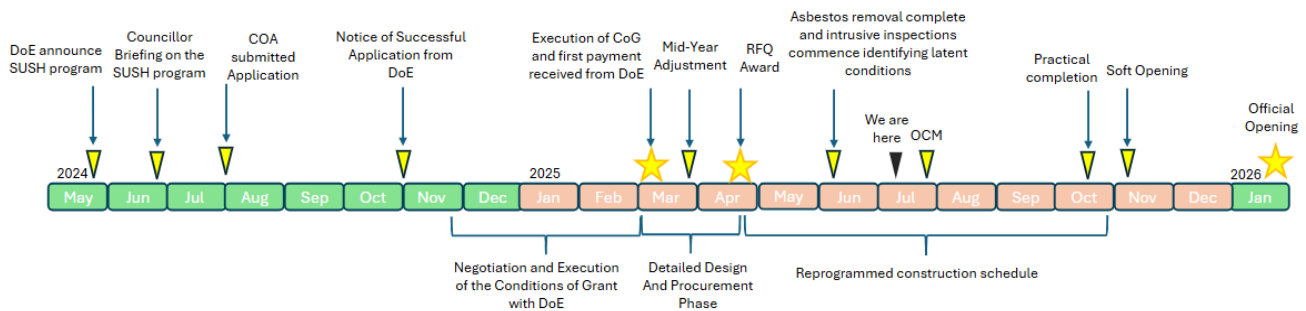 DoE announce
SUSH program
Councillor
Briefing on the
SUSH program
COA
submitted
Application
Notice of Successful
Application from
DoE
Execution of CoG
and first payment
received from DoE
Mid-Year
Adjustment
RFQ
Award
Asbestos removal complete
and intrusive inspections
commence identifying latent
conditions
We are
here
OCM
Practical
completion
Soft Opening
Official
Opening
2024
2025
2026
May
Jun
Jul
Aug
Sep
Oct
Nov
Dec
Jan
Feb
Mar
Apr
May
Jun
Jul
Aug
Sep
Oct
Nov
Dec
Jan
Negotiation and Execution
of the Conditions of Grant
with DoE
Detailed Design
And Procurement
Phase
Reprogrammed construction schedule